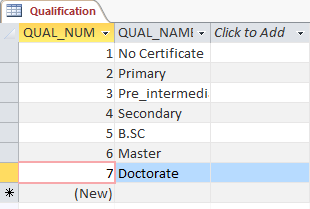 Qualification
QUAL_NUM QUAL_NAME Click to Add
1 No Certificate
2 Primary
3 Pre_intermedi
4 Secondary
5 B.SC
6 Master
7 Doctorate
(New)